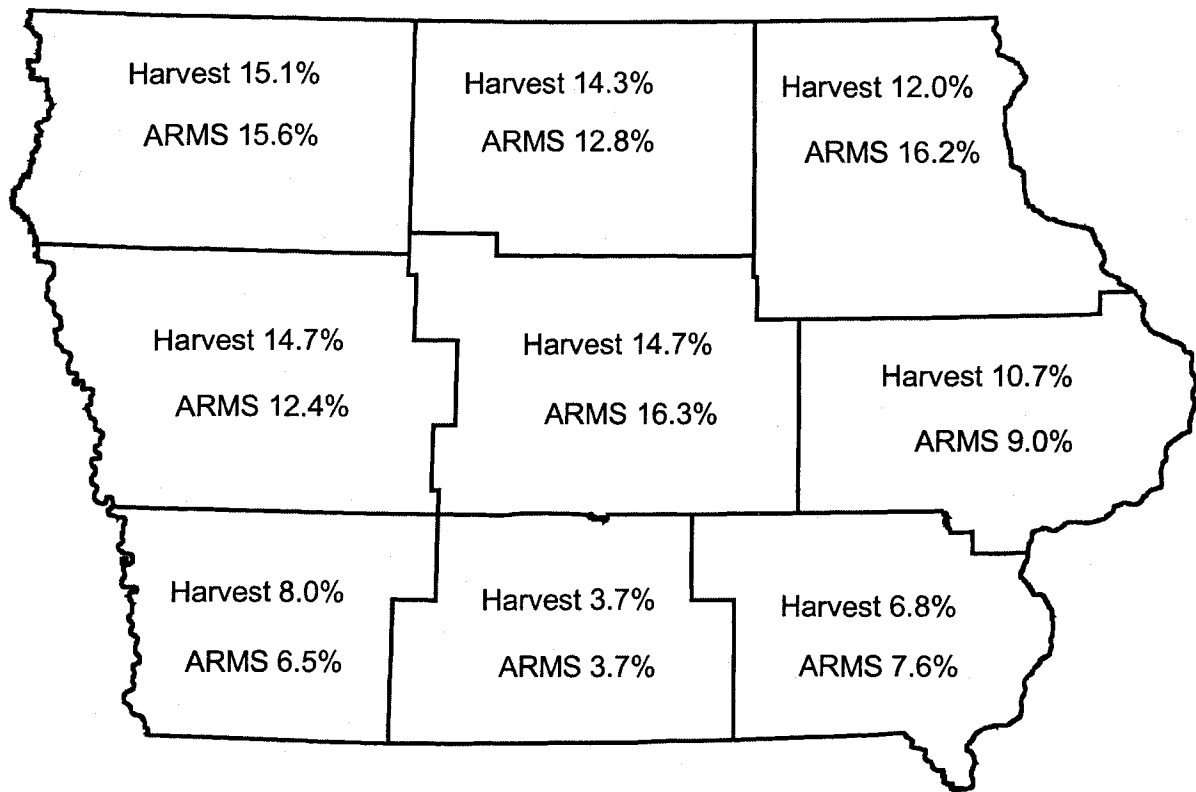 Harvest 15.1%
ARMS 15.6%
Harvest 14.3%
ARMS 12.8%
Harvest 12.0%
ARMS 16.2%
Harvest 14.7%
ARMS 12.4%
Harvest 14.7%
ARMS 16.3%
Harvest 10.7%
ARMS 9.0%
Harvest 8.0%
ARMS 6.5%
Harvest 3.7%
ARMS 3.7%
Harvest 6.8%
ARMS 7.6%